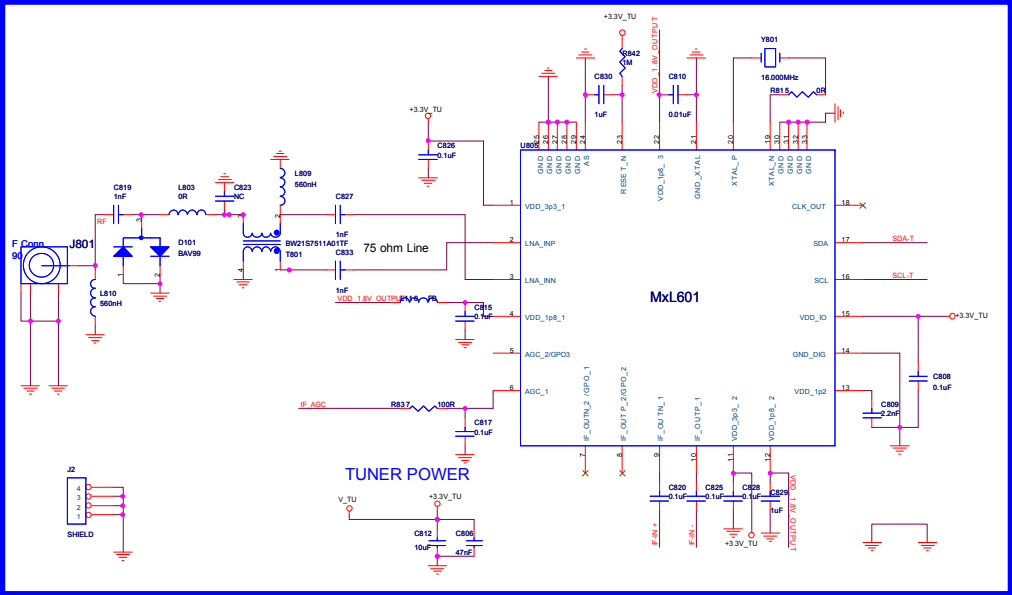 +3.3V_TU
R842
1M
VDD_1.8V_OUTPUT
C830
1uF
C810
0.01uF
Y801
16.000MHz
R815
0R
+3.3V_TU
C826
0.1uF
U805
25
26
27
28
29
24
23
22
21
20
19
30
31
32
33
GND
GND
GND
GND
GND
AS
RESET_N
VDD_1p8_3
GND_XTAL
XTAL_P
XTAL_N
GND
GND
GND
GND
L809
560nH
C819
1nF
L803
0R
C823
NC
C827
1nF
RF
3
F Conn
90
J801
D101
BAV99
1
2
L810
560nH
3
2
4
1
BW21S7511A01TF
T801
75 ohm Line
C833
1nF
VDD_1.8V_OUTPUT
FB
C815
0.1uF
1
VDD_3p3_1
2
LNA_INP
3
LNA_INN
4
VDD_1p8_1
5
AGC_2/GPO3
6
AGC_1
MxL601
CLK_OUT
18
SDA
17
SDA-T
SCL
16
SCL-T
VDD_IO
15
+3.3V_TU
GND_DIG
14
VDD_1p2
13
C808
0.1uF
C809
2.2nF
IF_AGC
R837
100R
C817
0.1uF
IF_OUTN_2 /GPO_1
IF_OUTP_2/GPO_2
IF_OUTN_1
IF_OUTP_1
VDD_3p3_2
VDD_1p8_2
7
8
9
10
11
12
C820
0.1uF
C825
0.1uF
C828
0.1uF
C829
1uF
IF-IN +
IF-IN -
+3.3V_TU
VDD_1.8V_OUTPUT
TUNER POWER
V_TU
+3.3V_TU
C812
10uF
C806
47nF
J2
4
3
2
1
SHIELD